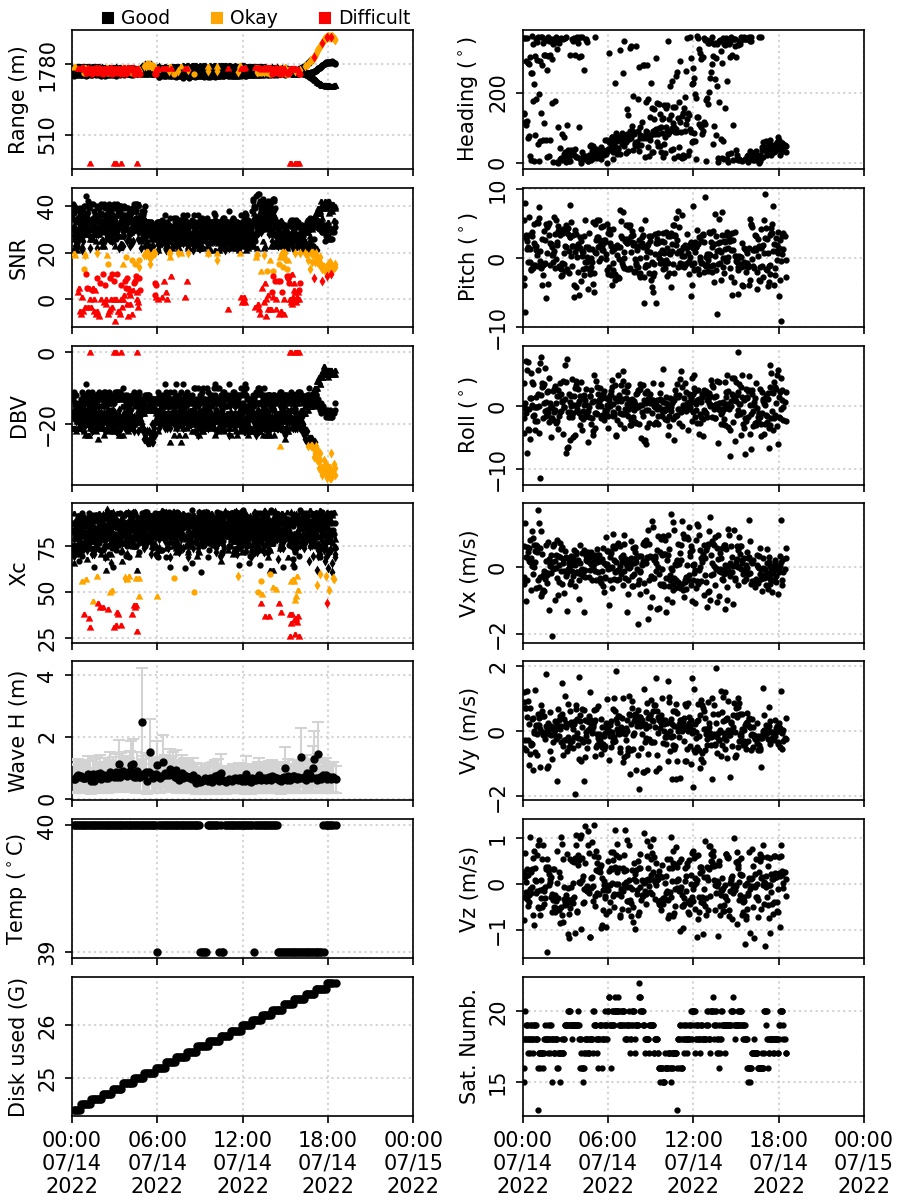 Good Okay Difficult
Range (m)
1780
510
Heading (°)
200
0
SNR
40
20
0
Pitch (°)
10
0
−10
DBV
0
−20
Roll (°)
0
−10
Xc
75
50
25
Vx (m/s)
0
−2
Wave H (m)
4
2
0
Vy (m/s)
2
0
−2
Temp (°C)
40
39
Vz (m/s)
1
0
−1
Disk used (G)
26
25
Sat. Numb.
20
15
00:00 06:00 12:00 18:00 00:00 00:00 06:00 12:00 18:00 00:00
07/14 07/14 07/14 07/14 07/15 07/14 07/14 07/14 07/14 07/15
2022 2022 2022 2022 2022 2022 2022 2022 2022 2022